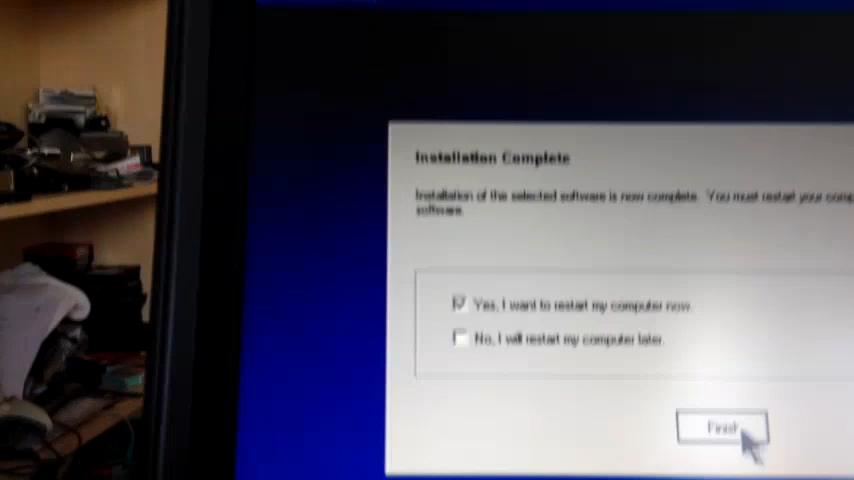 Installation Complete
Installation of the selected software is now complete. You must restart your
software.
Yes, I want to restart my computer now.
No, I will restart my computer later.
Finish